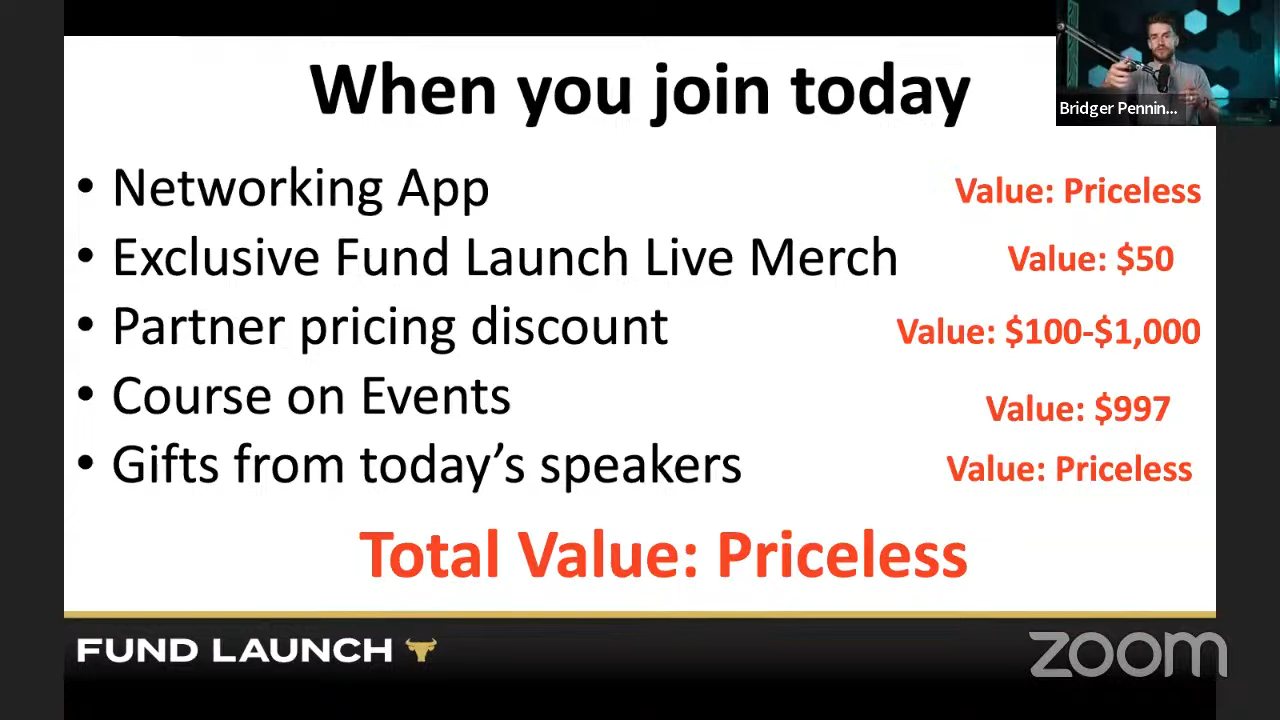 When you join today
Bridger Pennin...
• Networking App
Value: Priceless
• Exclusive Fund Launch Live Merch
Value: $50
• Partner pricing discount
Value: $100-$1,000
• Course on Events
Value: $997
• Gifts from today’s speakers
Value: Priceless
Total Value: Priceless
FUND LAUNCH
zoom